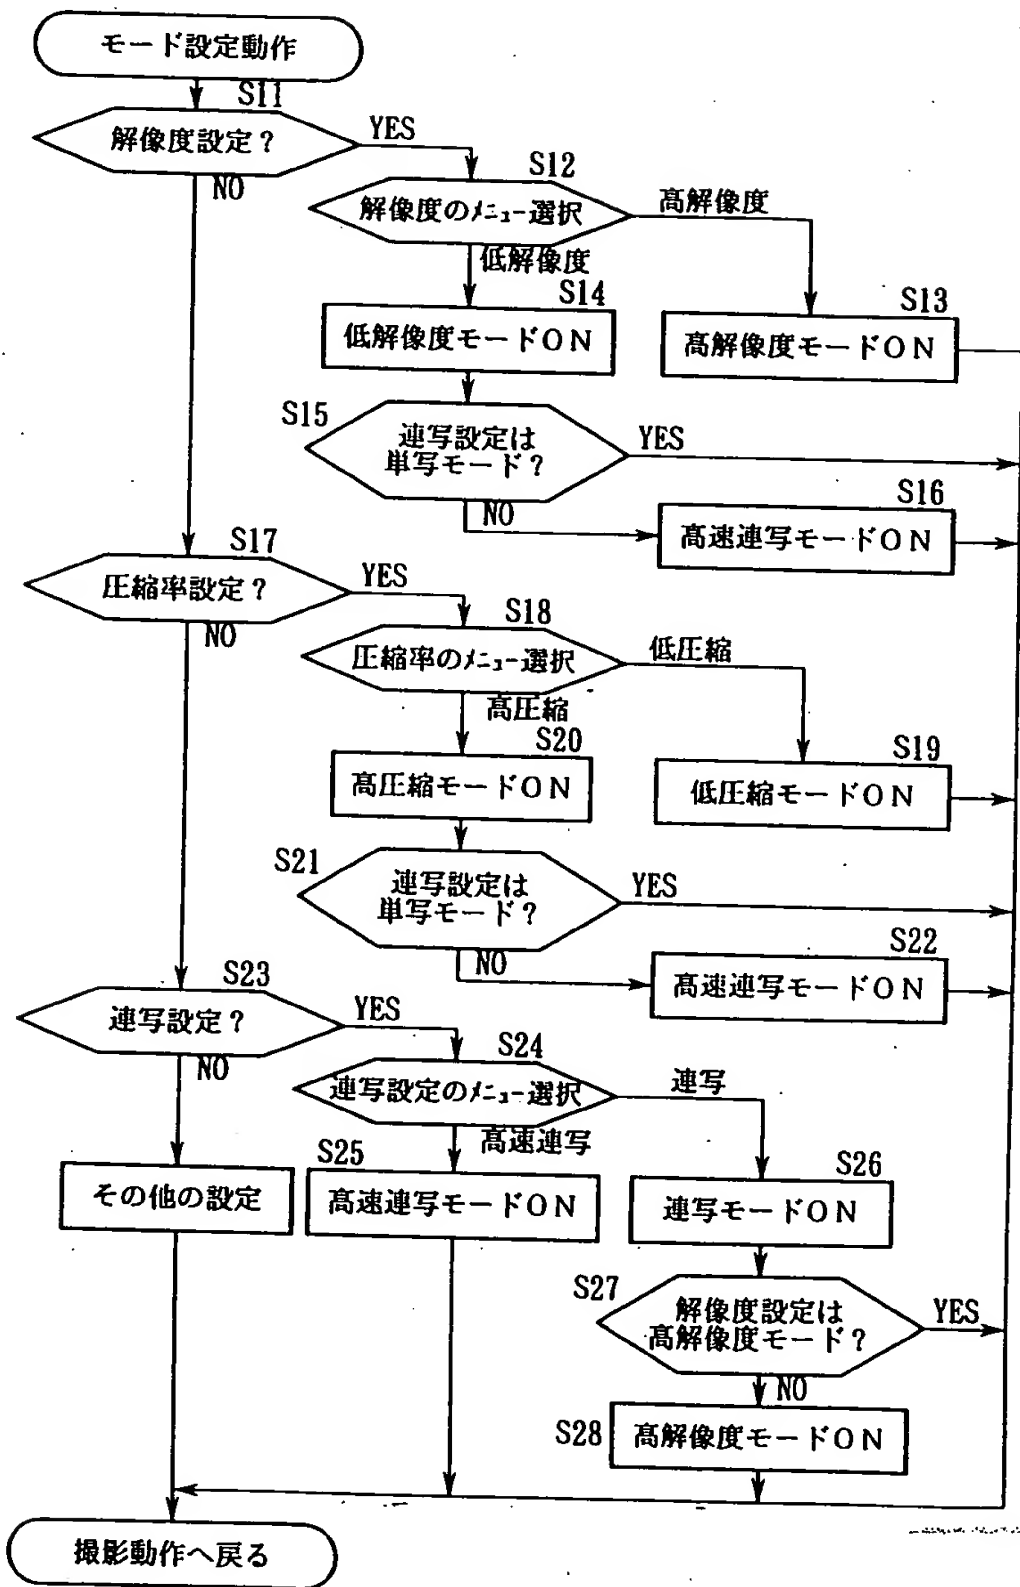 モード設定動作
S11
解像度設定？
YES
NO
S12
解像度のメニュー選択
高解像度
低解像度
S14
低解像度モードON
S13
高解像度モードON
S15
連写設定は
単写モード？
YES
NO
S16
高速連写モードON
S17
圧縮率設定？
YES
NO
S18
圧縮率のメニュー選択
低圧縮
高圧縮
S20
高圧縮モードON
S19
低圧縮モードON
S21
連写設定は
単写モード？
YES
NO
S22
高速連写モードON
S23
連写設定？
YES
NO
S24
連写設定のメニュー選択
連写
高速連写
その他の設定
S25
高速連写モードON
S26
連写モードON
S27
解像度設定は
高解像度モード？
YES
NO
S28
高解像度モードON
撮影動作へ戻る